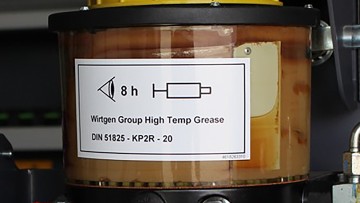 8 h
Wirtgen Group High Temp Grease
DIN 51825 - KP2R - 20